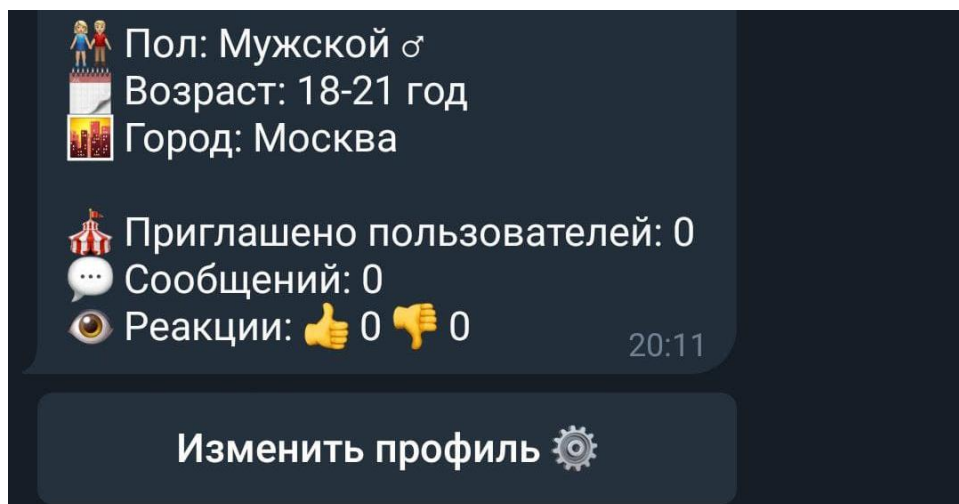 👫 Пол: Мужской ♂
📅 Возраст: 18-21 год
🌇 Город: Москва
🎪 Приглашено пользователей: 0
💬 Сообщений: 0
👁 Реакции: 👍 0 👎 0
20:11
Изменить профиль ⚙️